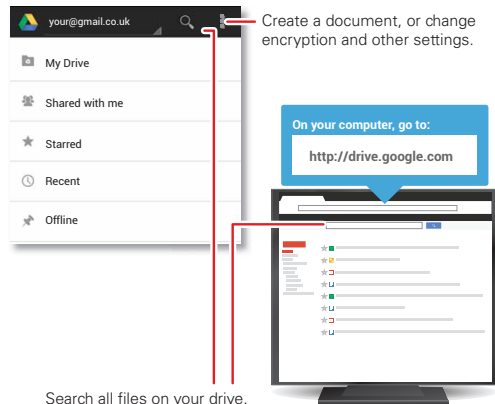 your@gmail.co.uk
My Drive
Shared with me
Starred
Recent
Offline
Create a document, or change
encryption and other settings.
On your computer, go to:
http://drive.google.com
Search all files on your drive.